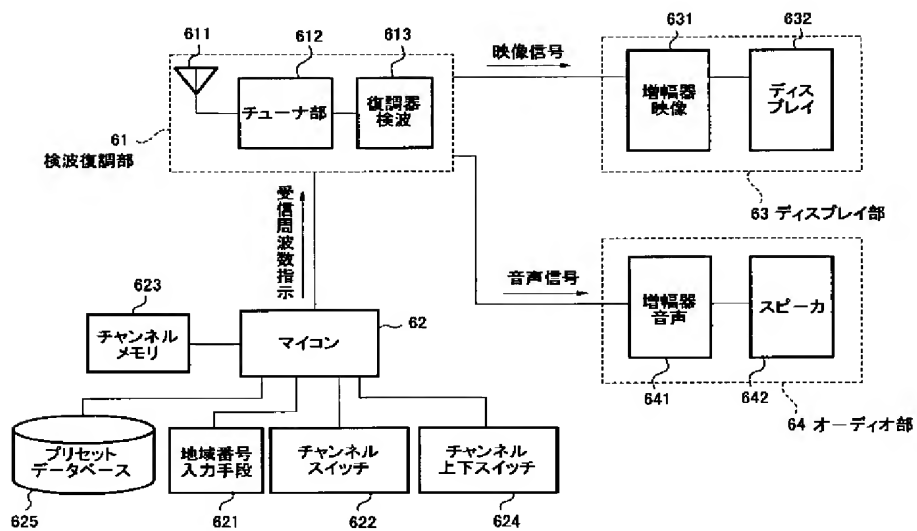 611
612
613
チューナ部
復調器
検波
61
検波復調部
映像信号
631
632
増幅器
映像
ディス
プレイ
63 ディスプレイ部
受信周波数指示
音声信号
増幅器
音声
スピーカ
641
642
64 オーディオ部
623
チャンネル
メモリ
62
マイコン
プリセット
データベース
625
地域番号
入力手段
621
チャンネル
スイッチ
622
チャンネル
上下スイッチ
624